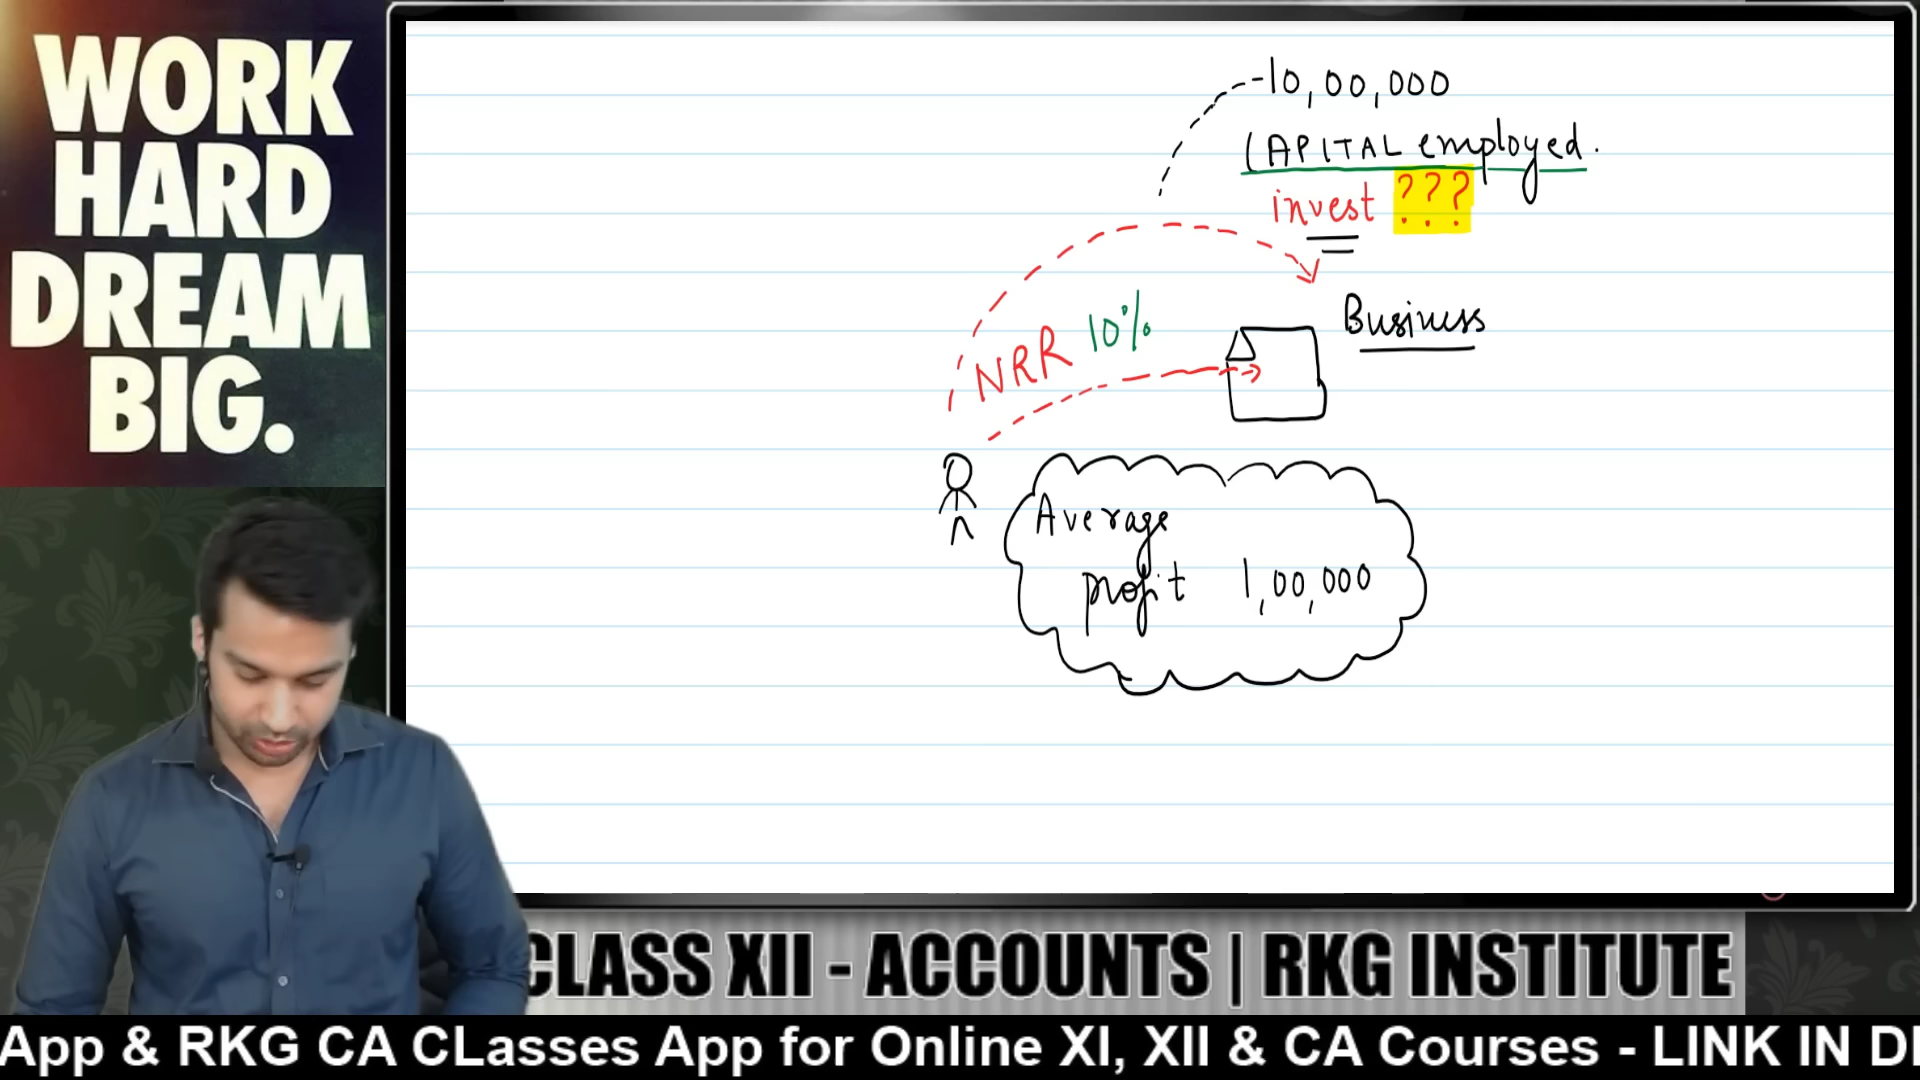 WORK
HARD
DREAM
BIG.
10,00,000
CAPITAL employed.
invest ???
NRR 10%
Business
Average
profit 1,00,000
CLASS XII - ACCOUNTS | RKG INSTITUTE
App & RKG CA CLasses App for Online XI, XII & CA Courses - LINK IN D